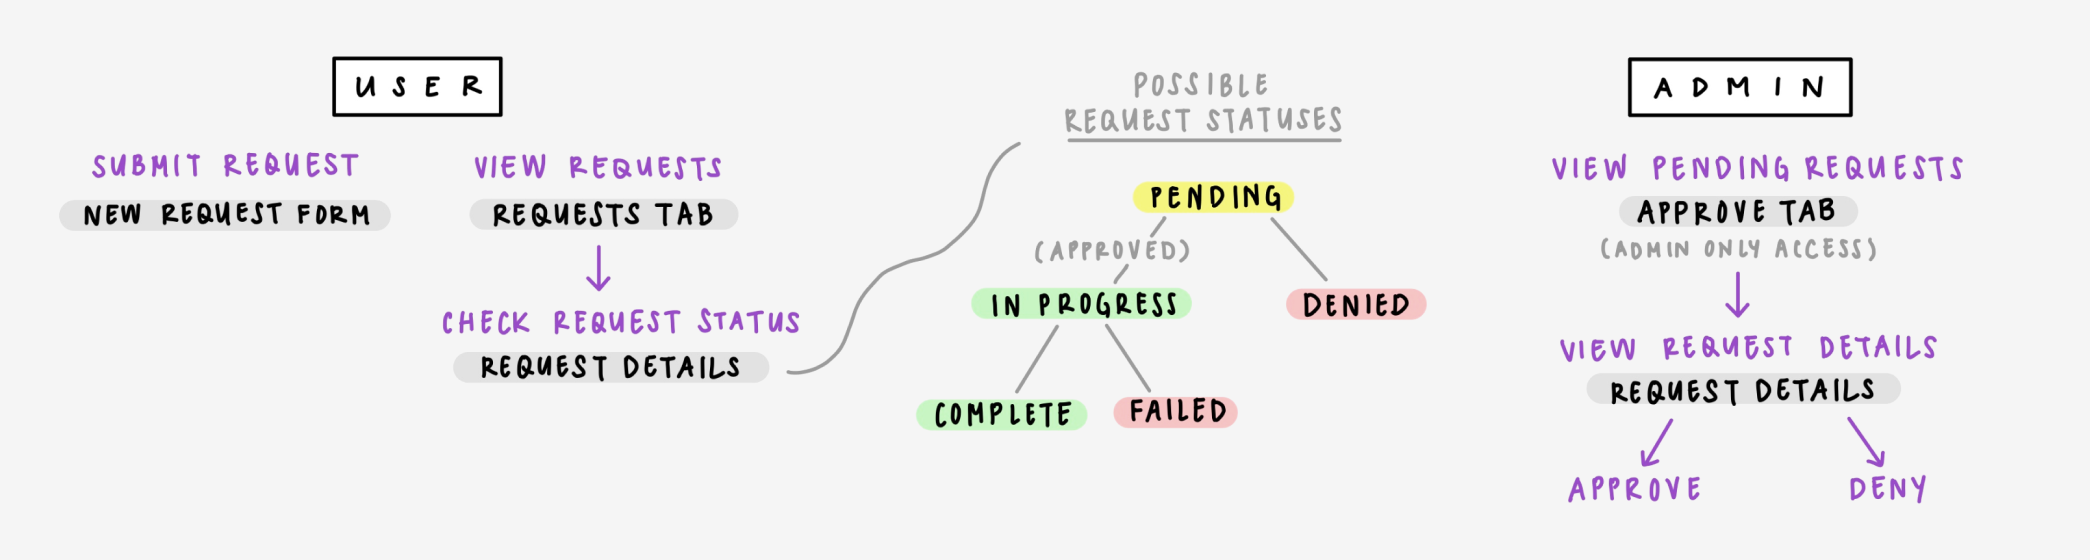 USER
SUBMIT REQUEST
NEW REQUEST FORM
VIEW REQUESTS
REQUESTS TAB
CHECK REQUEST STATUS
REQUEST DETAILS
POSSIBLE
REQUEST STATUSES
PENDING
(APPROVED)
IN PROGRESS
DENIED
COMPLETE
FAILED
ADMIN
VIEW PENDING REQUESTS
APPROVE TAB
(ADMIN ONLY ACCESS)
VIEW REQUEST DETAILS
REQUEST DETAILS
APPROVE
DENY